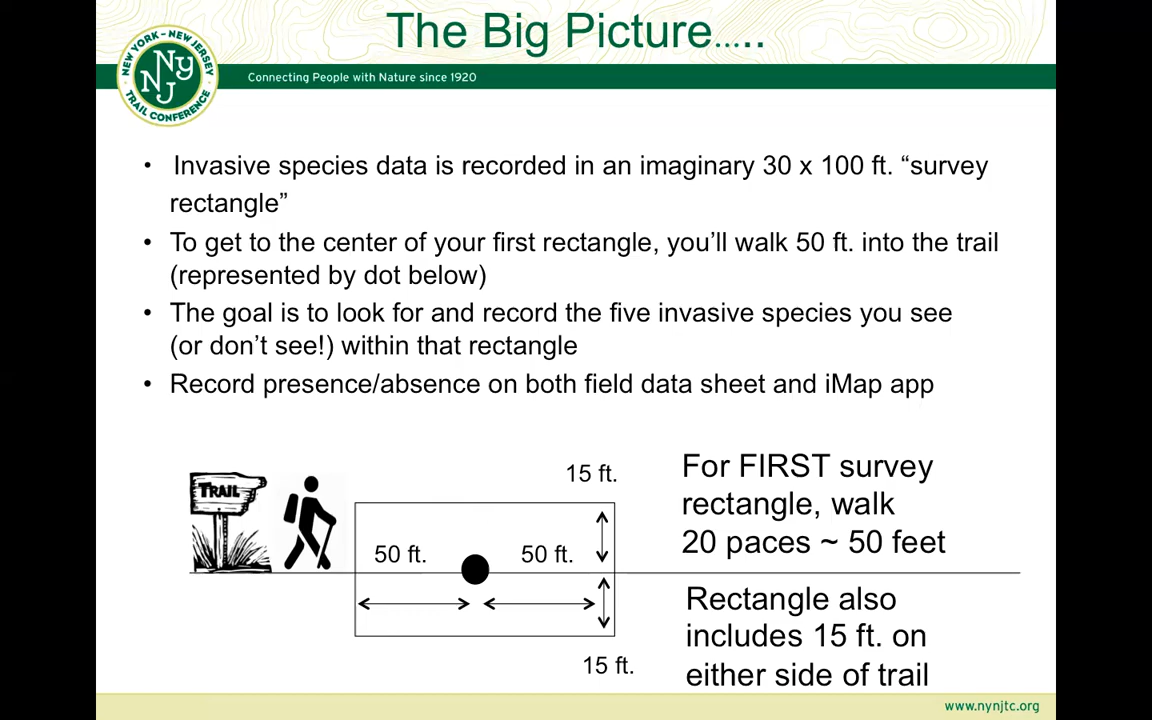 The Big Picture.....
NEW YORK - NEW JERSEY
NY
NJ
TRAIL CONFERENCE
Connecting People with Nature since 1920
• Invasive species data is recorded in an imaginary 30 x 100 ft. “survey
rectangle”
• To get to the center of your first rectangle, you’ll walk 50 ft. into the trail
(represented by dot below)
• The goal is to look for and record the five invasive species you see
(or don’t see!) within that rectangle
• Record presence/absence on both field data sheet and iMap app
TRAIL
15 ft.
50 ft.
50 ft.
15 ft.
For FIRST survey
rectangle, walk
20 paces ~ 50 feet
Rectangle also
includes 15 ft. on
either side of trail
www.nynjtc.org